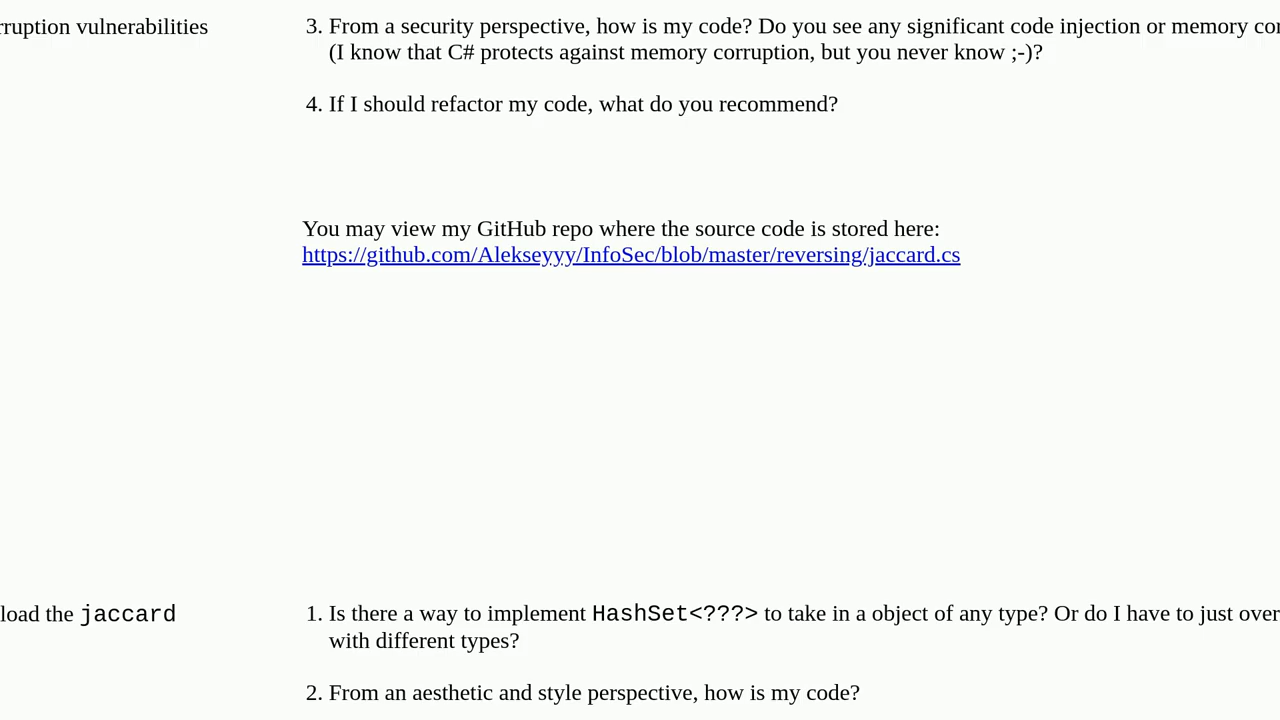 rruption vulnerabilities
3. From a security perspective, how is my code? Do you see any significant code injection or memory cor
(I know that C# protects against memory corruption, but you never know ;-)?
4. If I should refactor my code, what do you recommend?
You may view my GitHub repo where the source code is stored here:
https://github.com/Alekseyyy/InfoSec/blob/master/reversing/jaccard.cs
load the jaccard
1. Is there a way to implement HashSet<???> to take in a object of any type? Or do I have to just over
with different types?
2. From an aesthetic and style perspective, how is my code?